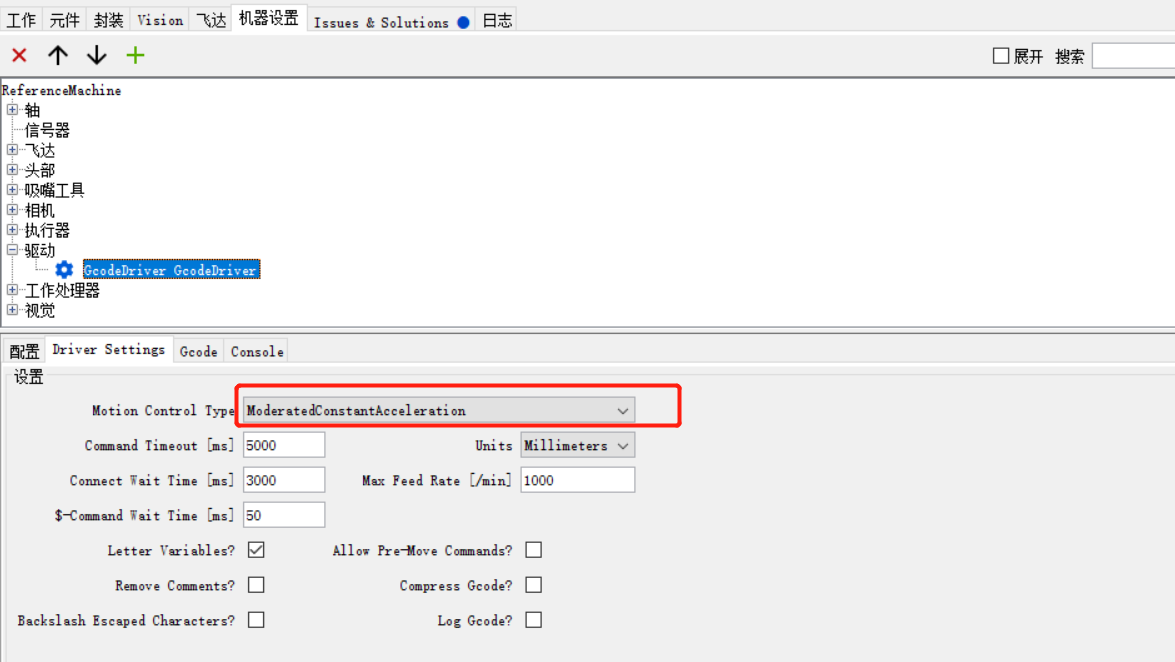 工作 元件 封装 Vision 飞达 机器设置 Issues & Solutions 日志
展开 搜索
ReferenceMachine
轴
信号器
飞达
头部
吸嘴工具
相机
执行器
驱动
GcodeDriver GcodeDriver
工作处理器
视觉
配置 Driver Settings Gcode Console
设置
Motion Control Type ModeratedConstantAcceleration
Command Timeout [ms] 5000 Units Millimeters
Connect Wait Time [ms] 3000 Max Feed Rate [/min] 1000
$-Command Wait Time [ms] 50
Letter Variables? Allow Pre-Move Commands?
Remove Comments? Compress Gcode?
Backslash Escaped Characters? Log Gcode?